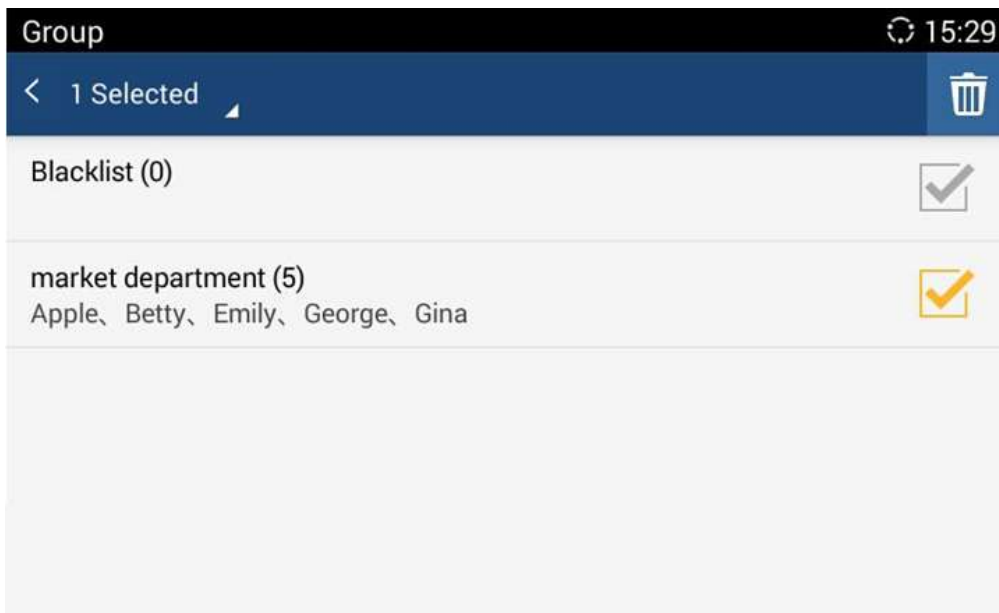 Group 15:29
1 Selected
Blacklist (0)
market department (5)
Apple、Betty、Emily、George、Gina